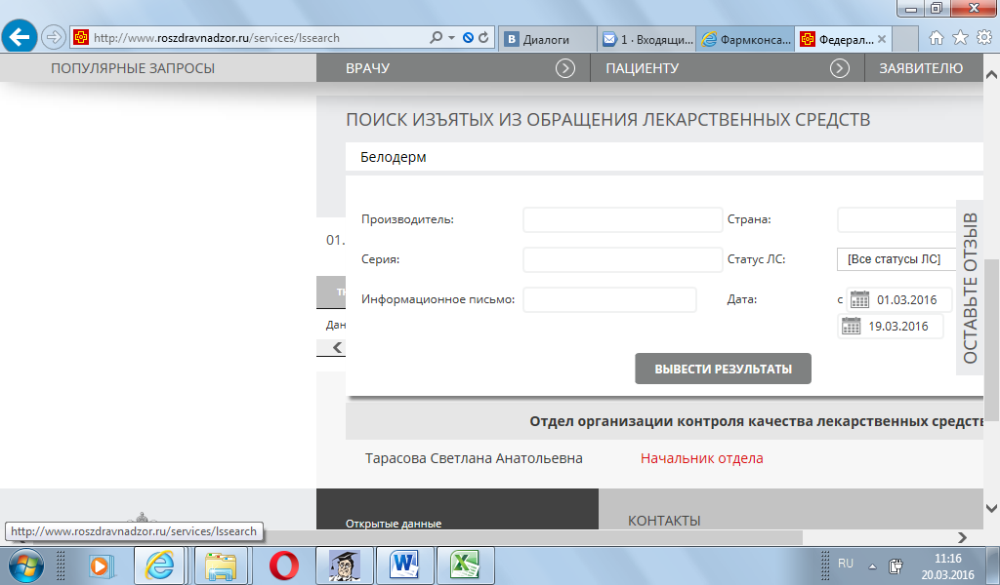 http://www.roszdravnadzor.ru/services/lssearch
В Диалоги
1 · Входящи...
Фармконса...
Федерал...
ПОПУЛЯРНЫЕ ЗАПРОСЫ
ВРАЧУ
ПАЦИЕНТУ
ЗАЯВИТЕЛЮ
ПОИСК ИЗЪЯТЫХ ИЗ ОБРАЩЕНИЯ ЛЕКАРСТВЕННЫХ СРЕДСТВ
Белодерм
Производитель:
Страна:
01.
Серия:
Статус ЛС:
[Все статусы ЛС]
Информационное письмо:
Дата:
с 01.03.2016
Дан
19.03.2016
ОСТАВЬТЕ ОТЗЫВ
ВЫВЕСТИ РЕЗУЛЬТАТЫ
Отдел организации контроля качества лекарственных средств
Тарасова Светлана Анатольевна
Начальник отдела
Открытые данные
КОНТАКТЫ
http://www.roszdravnadzor.ru/services/lssearch
RU
11:16
20.03.2016